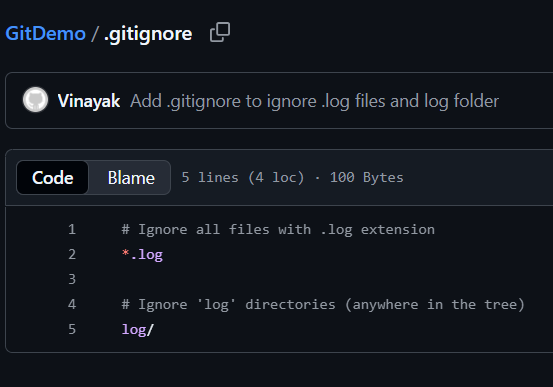 GitDemo / .gitignore
Vinayak Add .gitignore to ignore .log files and log folder
Code Blame 5 lines (4 loc) · 100 Bytes
1 # Ignore all files with .log extension
2 *.log
3
4 # Ignore 'log' directories (anywhere in the tree)
5 log/